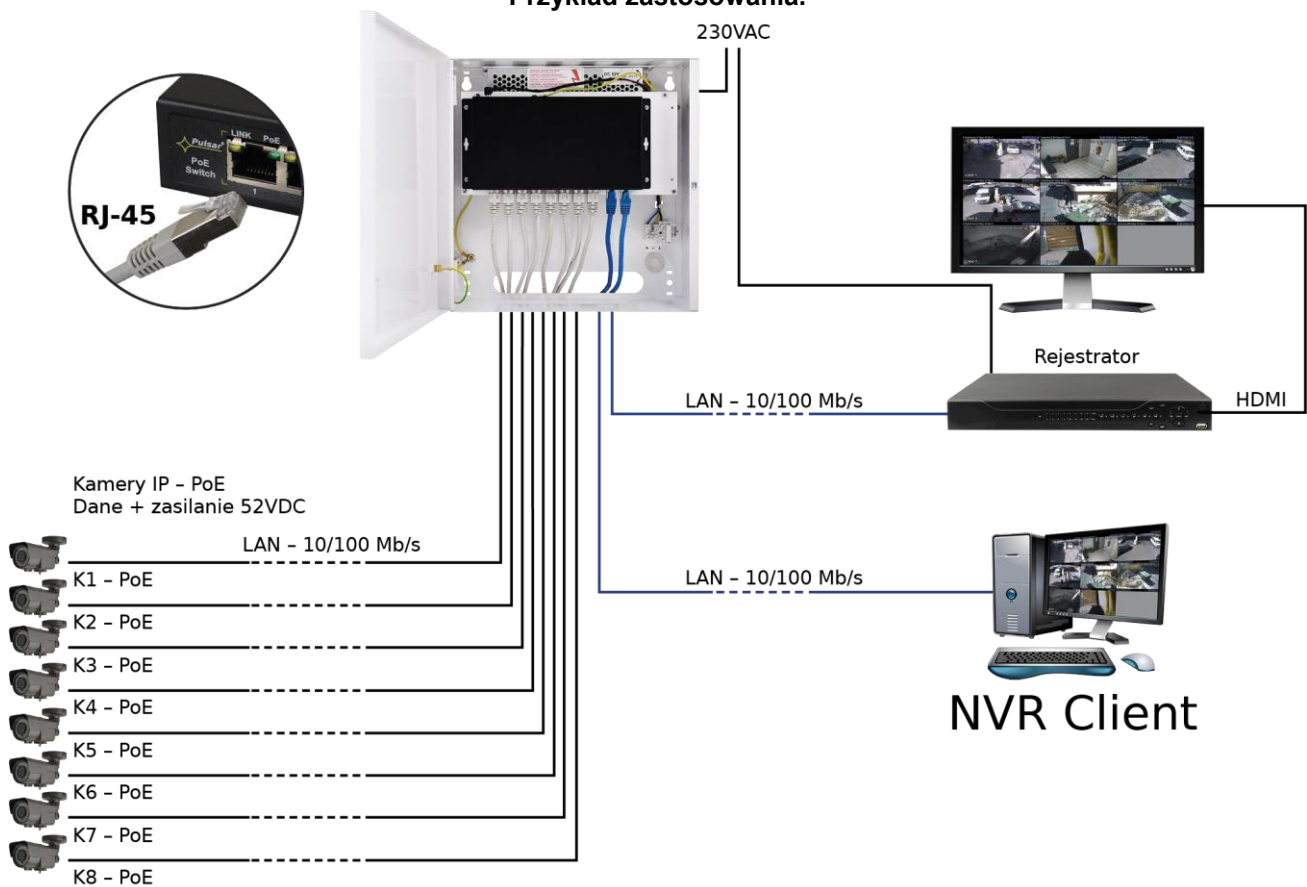 Przykład zastosowania.
230VAC
LINK PoE
Pulsar
PoE
Switch
1
RJ-45
Rejestrator
LAN – 10/100 Mb/s
HDMI
Kamery IP – PoE
Dane + zasilanie 52VDC
LAN – 10/100 Mb/s
LAN – 10/100 Mb/s
K1 – PoE
K2 – PoE
K3 – PoE
K4 – PoE
K5 – PoE
K6 – PoE
K7 – PoE
K8 – PoE
NVR Client